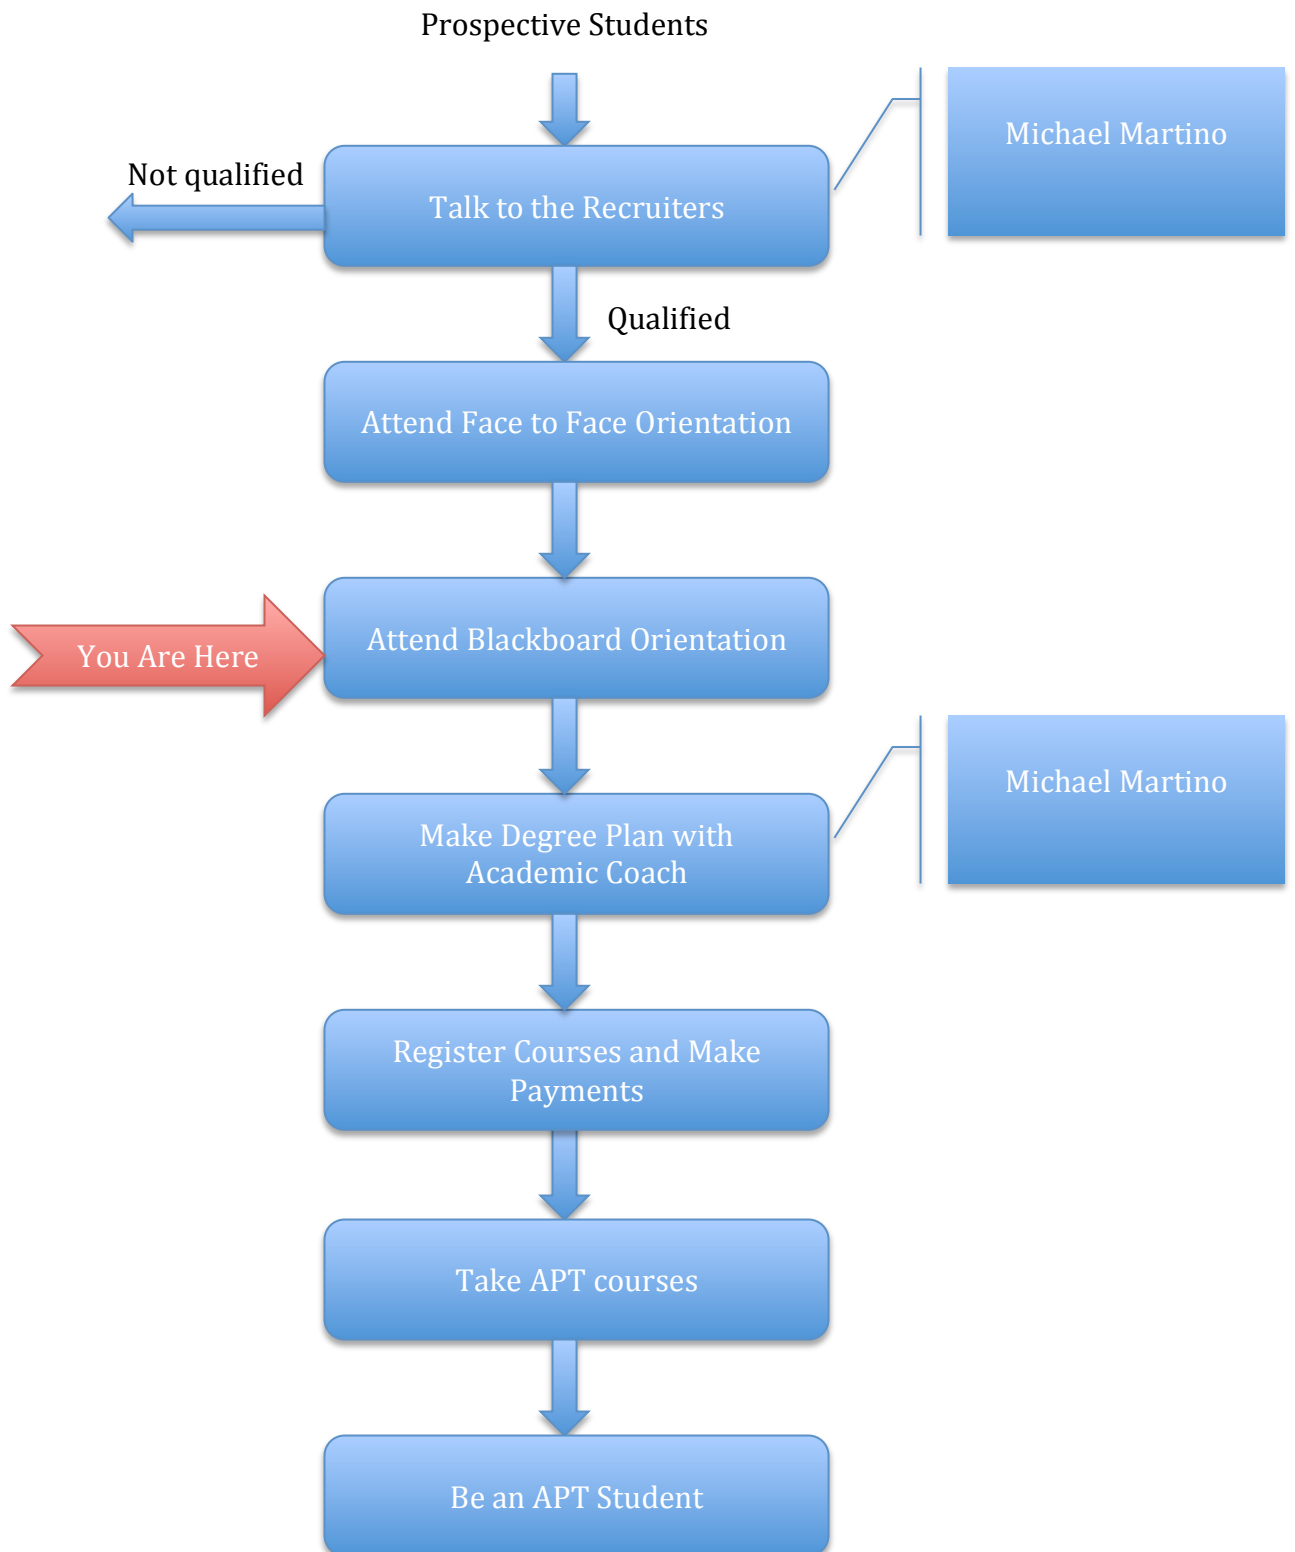 Prospective Students
Michael Martino
Not qualified
Talk to the Recruiters
Qualified
Attend Face to Face Orientation
Attend Blackboard Orientation
You Are Here
Michael Martino
Make Degree Plan with
Academic Coach
Register Courses and Make
Payments
Take APT courses
Be an APT Student